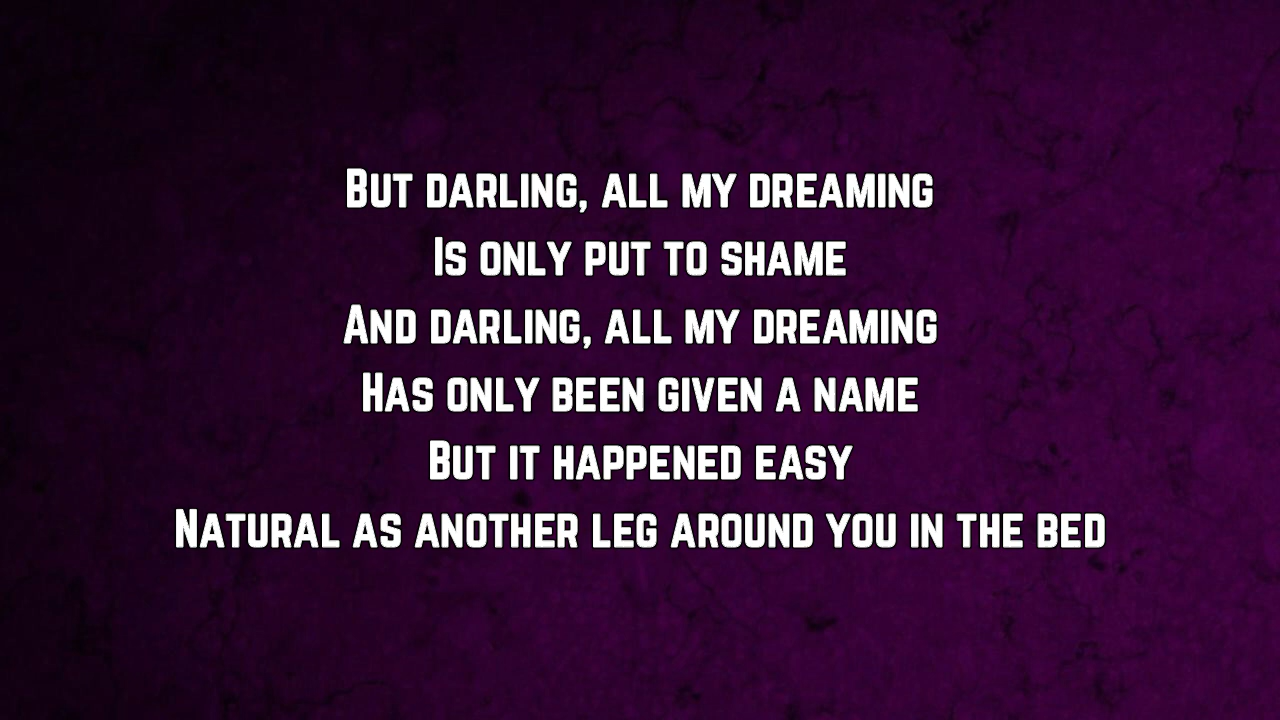 But darling, all my dreaming
Is only put to shame
And darling, all my dreaming
Has only been given a name
But it happened easy
Natural as another leg around you in the bed